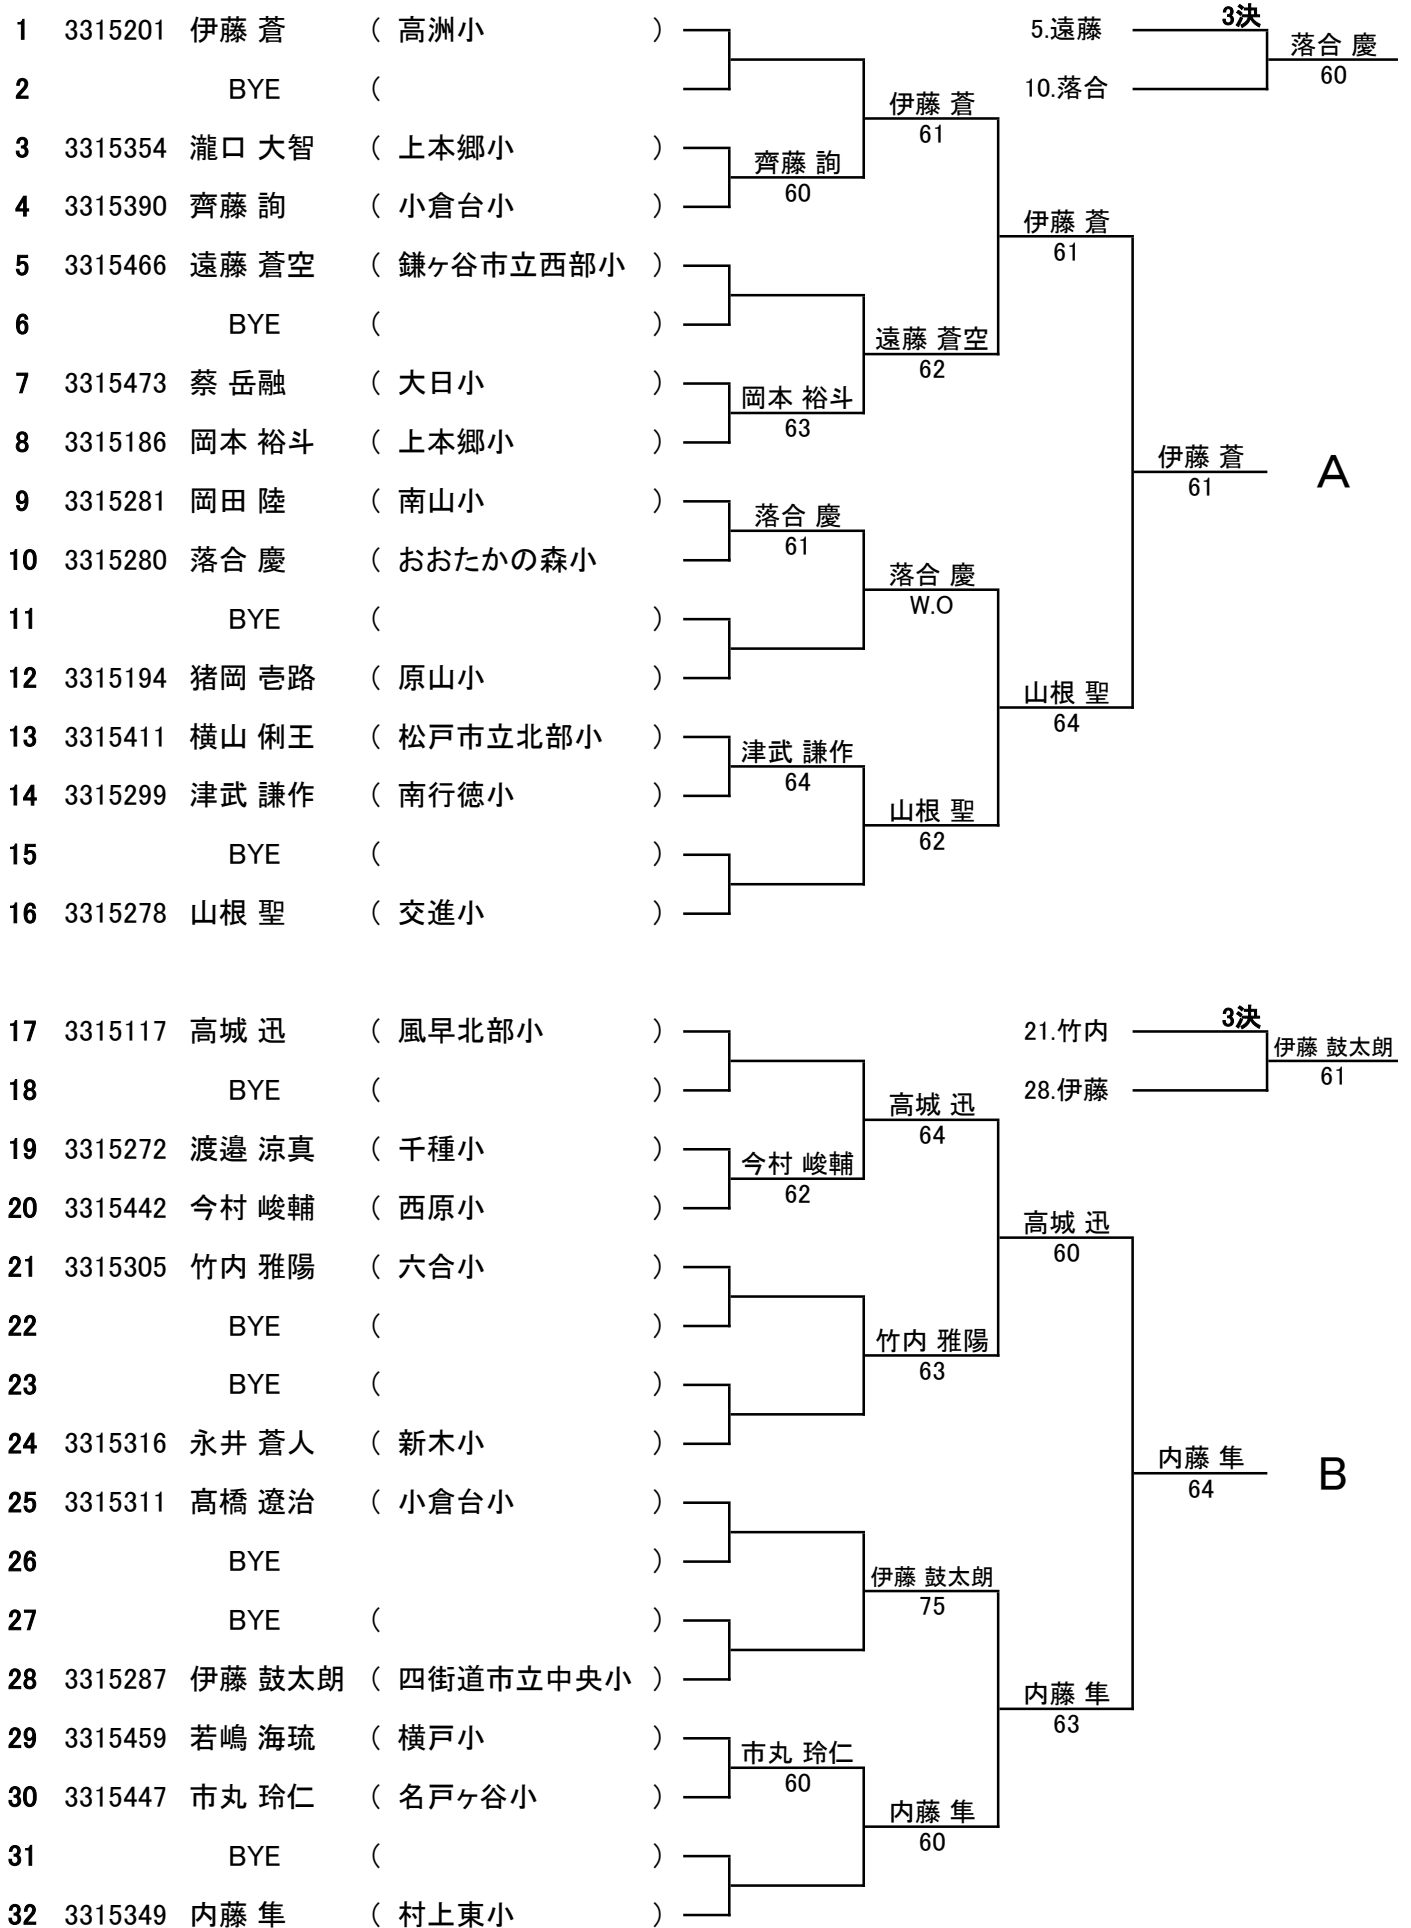 1 3315201 伊藤 蒼 ( 高洲小 ) 5.遠藤 3決
落合 慶
2 BYE ( 10.落合 60
伊藤 蒼
61
3 3315354 瀧口 大智 ( 上本郷小 )
齊藤 詢
60
4 3315390 齊藤 詢 ( 小倉台小 )
伊藤 蒼
61
5 3315466 遠藤 蒼空 ( 鎌ヶ谷市立西部小 )
6 BYE ( )
遠藤 蒼空
62
7 3315473 蔡 岳融 ( 大日小 )
岡本 裕斗
63
8 3315186 岡本 裕斗 ( 上本郷小 )
伊藤 蒼 A
61
9 3315281 岡田 陸 ( 南山小 )
落合 慶
61
10 3315280 落合 慶 ( おおたかの森小
落合 慶
W.O
11 BYE ( )
12 3315194 猪岡 壱路 ( 原山小 )
山根 聖
64
13 3315411 横山 俐王 ( 松戸市立北部小 )
津武 謙作
64
14 3315299 津武 謙作 ( 南行徳小 )
山根 聖
62
15 BYE ( )
16 3315278 山根 聖 ( 交進小 )
17 3315117 高城 迅 ( 風早北部小 ) 21.竹内 3決
伊藤 鼓太朗
61
18 BYE ( ) 28.伊藤
高城 迅
64
19 3315272 渡邉 涼真 ( 千種小 )
今村 峻輔
62
20 3315442 今村 峻輔 ( 西原小 )
高城 迅
60
21 3315305 竹内 雅陽 ( 六合小 )
22 BYE ( )
竹内 雅陽
63
23 BYE ( )
24 3315316 永井 蒼人 ( 新木小 )
内藤 隼 B
64
25 3315311 髙橋 遼治 ( 小倉台小 )
26 BYE )
伊藤 鼓太朗
75
27 BYE ( )
28 3315287 伊藤 鼓太朗 ( 四街道市立中央小 )
内藤 隼
63
29 3315459 若嶋 海琉 ( 横戸小 )
市丸 玲仁
60
30 3315447 市丸 玲仁 ( 名戸ヶ谷小 )
内藤 隼
60
31 BYE ( )
32 3315349 内藤 隼 ( 村上東小 )